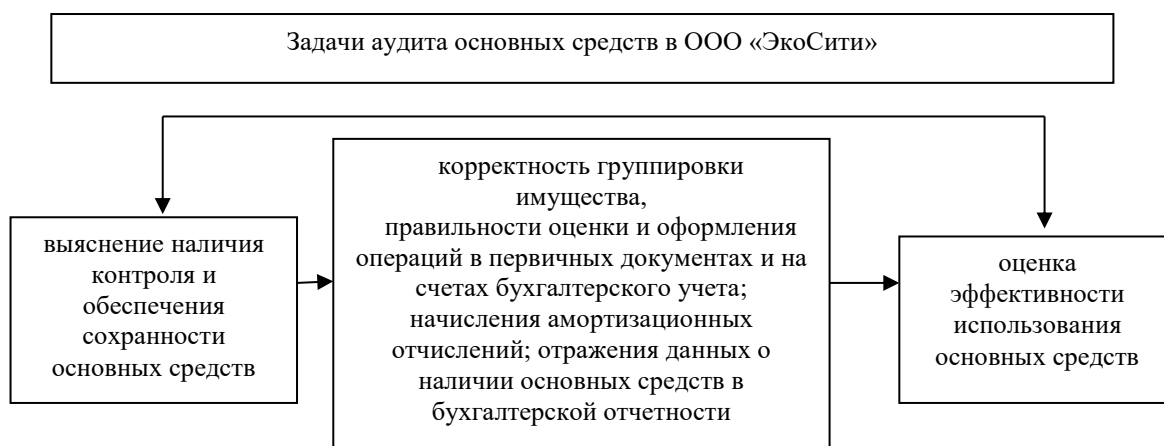 Задачи аудита основных средств в ООО «ЭкоСити»
выяснение наличия
контроля и
обеспечения
сохранности
основных средств
корректность группировки
имущества,
правильности оценки и оформления
операций в первичных документах и на
счетах бухгалтерского учета;
начисления амортизационных
отчислений; отражения данных о
наличии основных средств в
бухгалтерской отчетности
оценка
эффективности
использования
основных средств